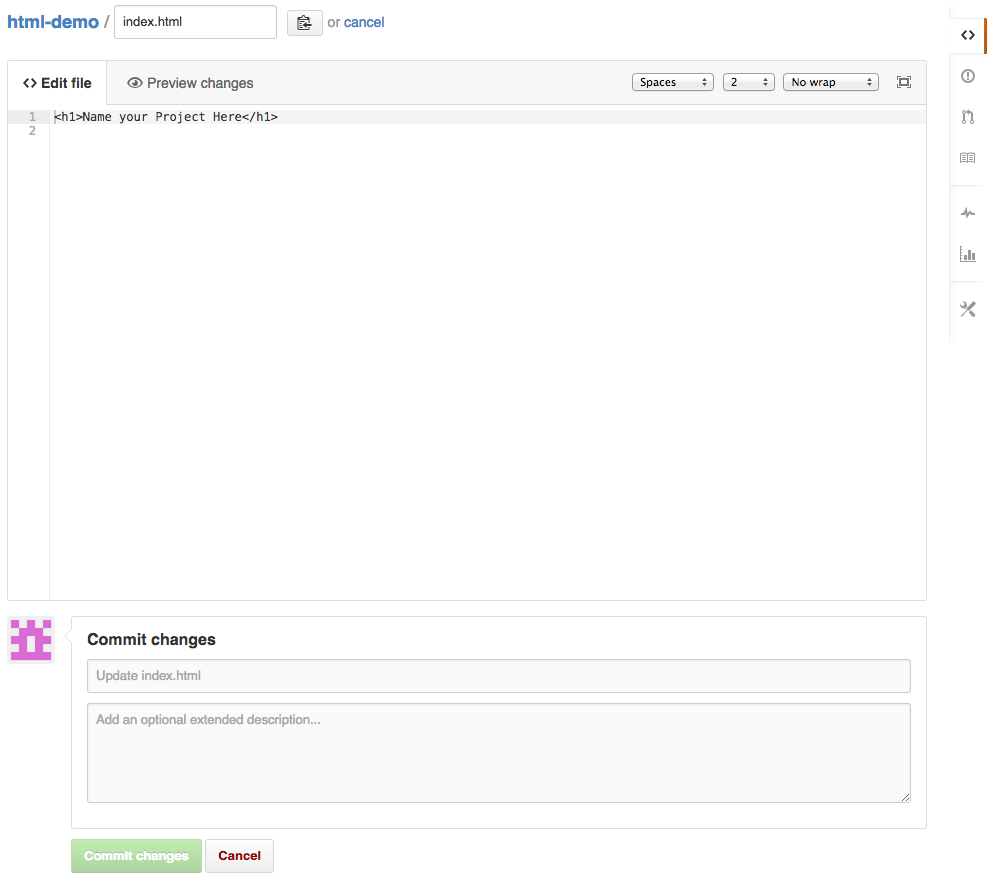 html-demo / index.html or cancel
<> Edit file Preview changes Spaces 2 No wrap
1 <h1>Name your Project Here</h1>
2
Commit changes
Update index.html
Add an optional extended description...
Commit changes Cancel